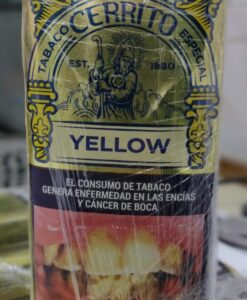 CERRITO
TABACO ESPECIAL
EST. 1880
YELLOW
EL CONSUMO DE TABACO
GENERA ENFERMEDAD EN LAS ENCÍAS
Y CÁNCER DE BOCA